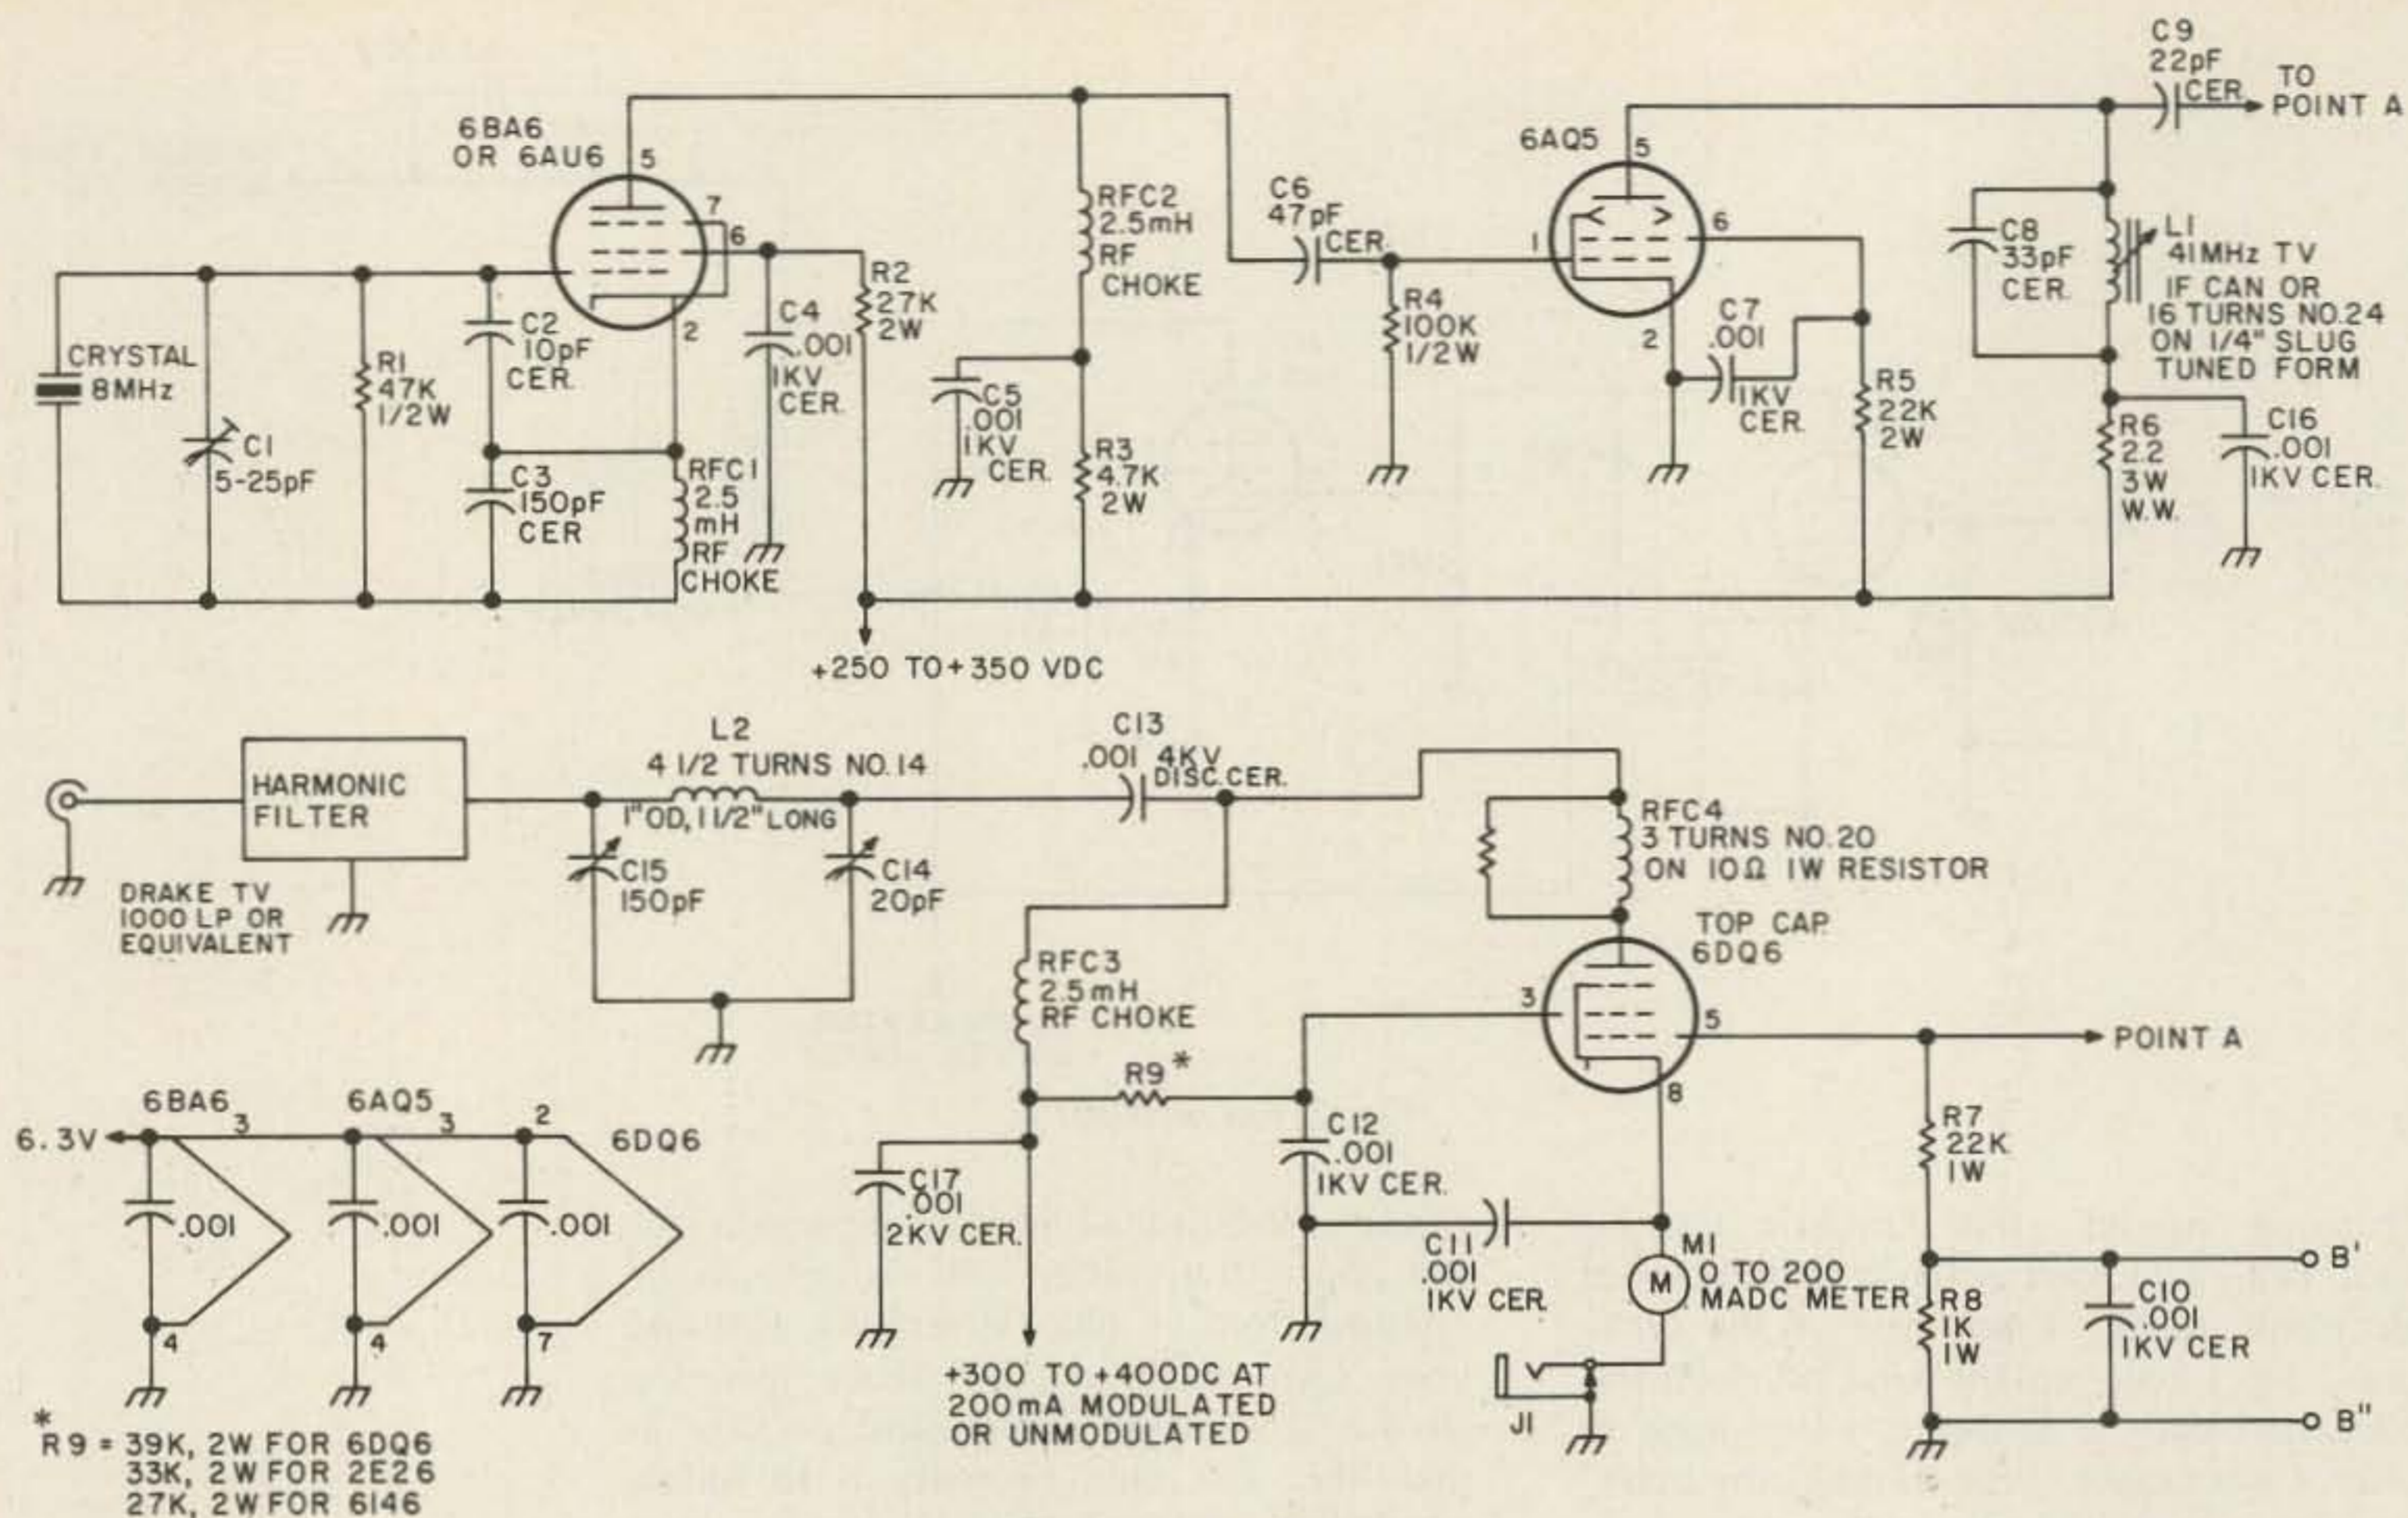 6BA6
OR 6AU6
5
7
6
2
CRYSTAL
8MHz
C1
5-25pF
R1
47K
1/2W
C2
10pF
CER.
C3
150pF
CER
RFC1
2.5
mH
RF
CHOKE
C4
.001
1KV
CER.
R2
27K
2W
RFC2
2.5mH
RF
CHOKE
C5
.001
1KV
CER.
R3
4.7K
2W
+250 TO+350 VDC
C6
47pF
CER.
R4
100K
1/2W
6AQ5
5
1
6
2
C7
.001
1KV
CER.
R5
22K
2W
C8
33pF
CER.
C9
22pF
CER.
TO
POINT A
L1
41MHz TV
IF CAN OR
16 TURNS NO.24
ON 1/4" SLUG
TUNED FORM
R6
2.2
3W
W.W.
C16
.001
1KV CER.
HARMONIC
FILTER
DRAKE TV
1000 LP OR
EQUIVALENT
L2
4 1/2 TURNS NO.14
1"OD, 1 1/2" LONG
C15
150pF
C14
20pF
C13
.001 4KV
DISC.CER.
RFC4
3 TURNS NO.20
ON 10Ω 1W RESISTOR
TOP CAP.
6DQ6
3
5
8
POINT A
RFC3
2.5mH
RF CHOKE
R9*
C17
.001
2KV CER.
C12
.001
1KV CER.
C11
.001
1KV CER.
M1
0 TO 200
MADC METER
M
J1
R7
22K
1W
R8
1K
1W
C10
.001
1KV CER
B'
B"
+300 TO +400DC AT
200mA MODULATED
OR UNMODULATED
6.3V
6BA6
3
6AQ5
3
2
6DQ6
.001
.001
.001
4
4
7
*
R9 = 39K, 2W FOR 6DQ6
33K, 2W FOR 2E26
27K, 2W FOR 6146